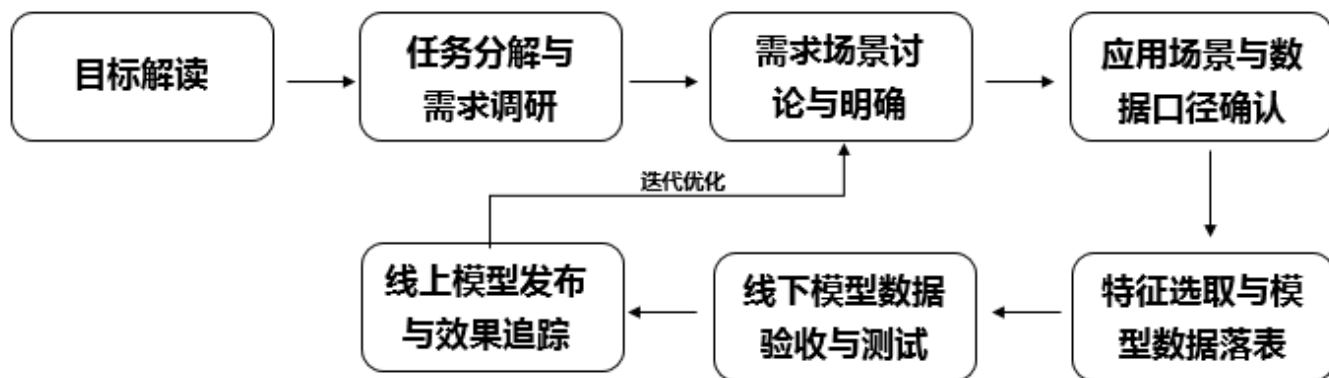 目标解读
任务分解与
需求调研
需求场景讨
论与明确
应用场景与数
据口径确认
迭代优化
线上模型发布
与效果追踪
线下模型数据
验收与测试
特征选取与模
型数据落表